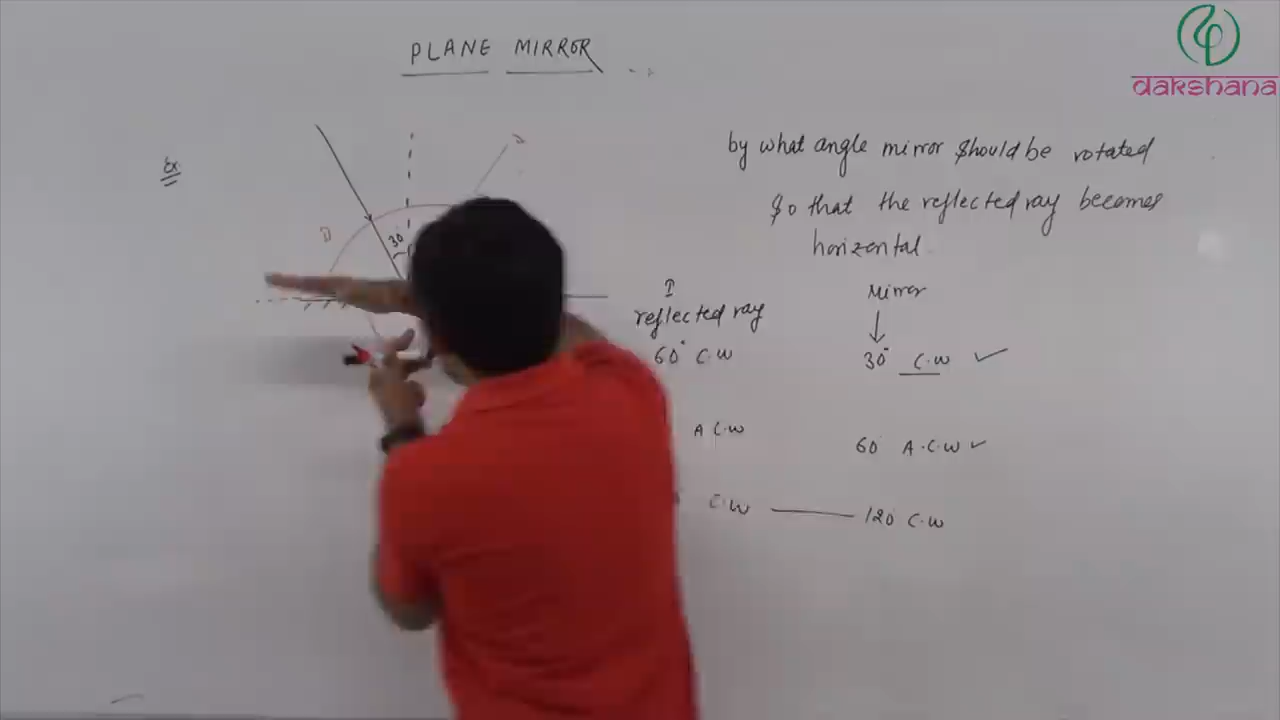 PLANE MIRROR
dakshana
Ex
by what angle mirror should be rotated
so that the reflected ray becomes
horizontal.
30°
I
reflected ray
Mirror
60° C.W
30° C.W
A C.W
60° A.C.W
C.W
120° C.W